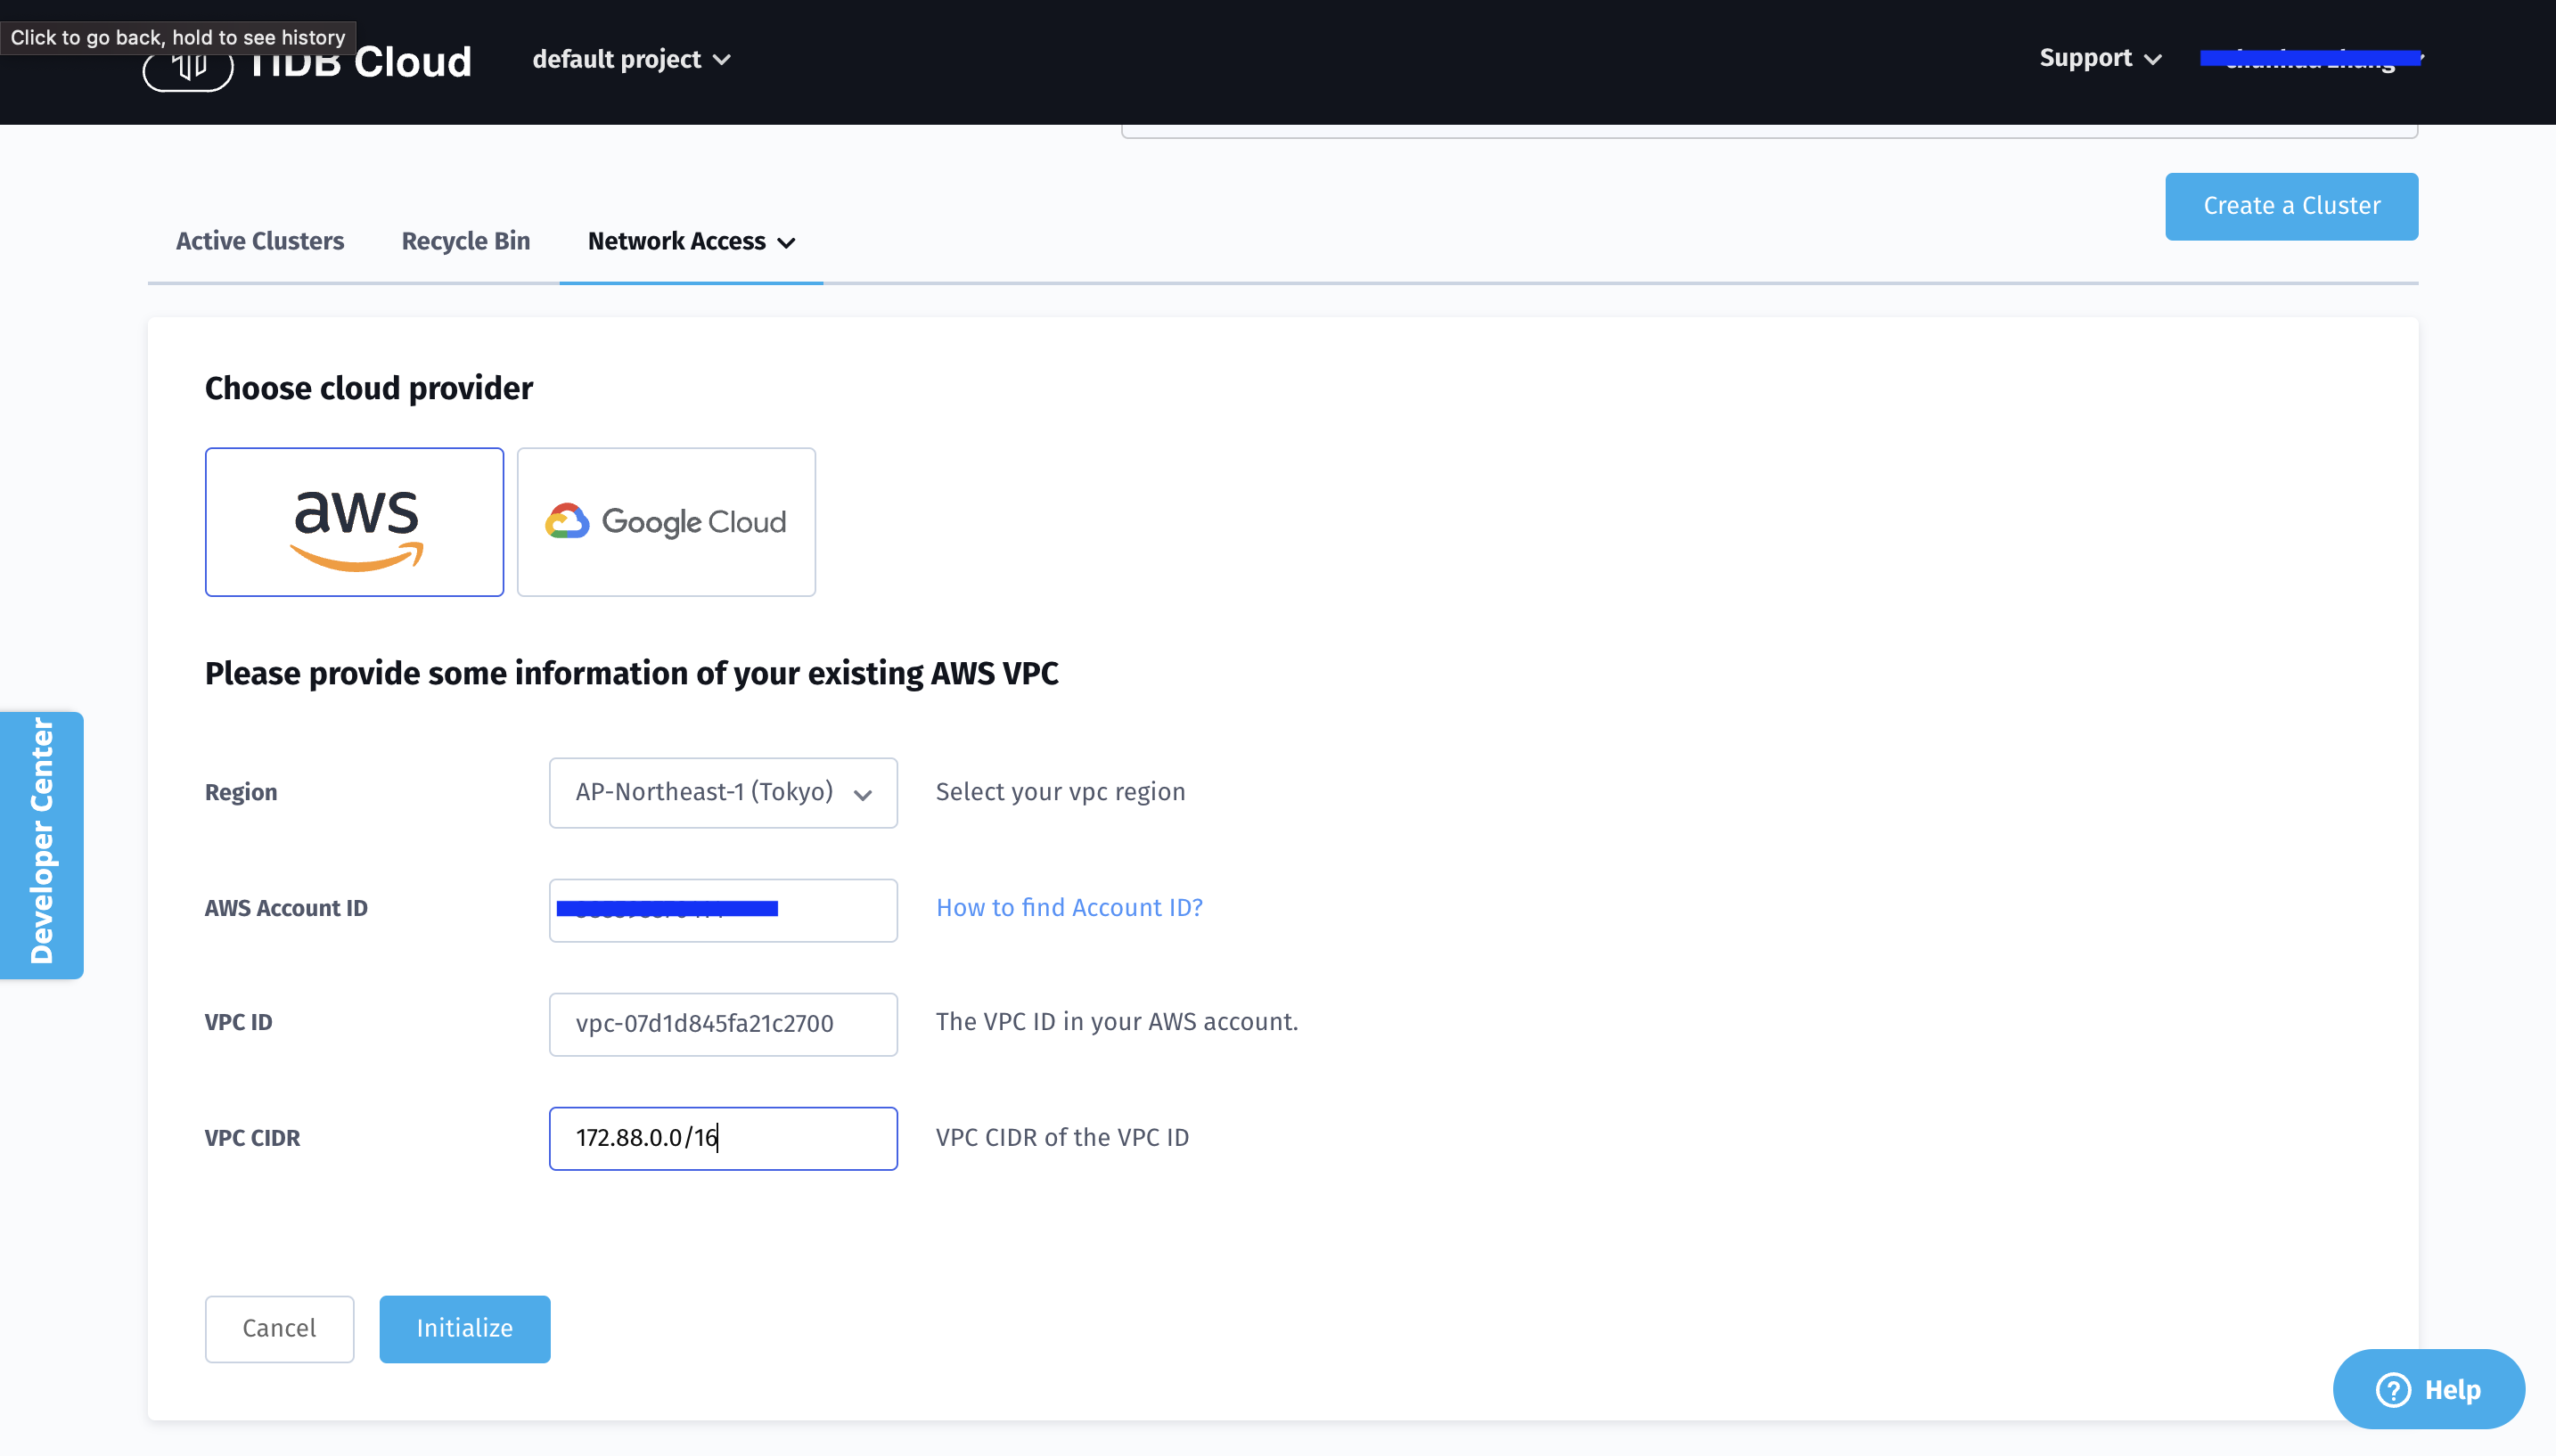 Click to go back, hold to see history
TiDB Cloud
default project
Support
Create a Cluster
Active Clusters
Recycle Bin
Network Access
Choose cloud provider
aws
Google Cloud
Please provide some information of your existing AWS VPC
Developer Center
Region
AP-Northeast-1 (Tokyo)
Select your vpc region
AWS Account ID
How to find Account ID?
VPC ID
vpc-07d1d845fa21c2700
The VPC ID in your AWS account.
VPC CIDR
172.88.0.0/16
VPC CIDR of the VPC ID
Cancel
Initialize
? Help